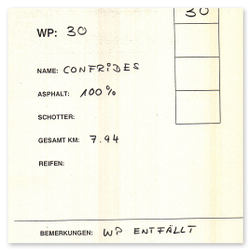 30
WP: 30
NAME: CONFRIDES
ASPHALT: 100%
SCHOTTER:
GESAMT KM: 7.94
REIFEN:
BEMERKUNGEN: WP ENTFÄLLT